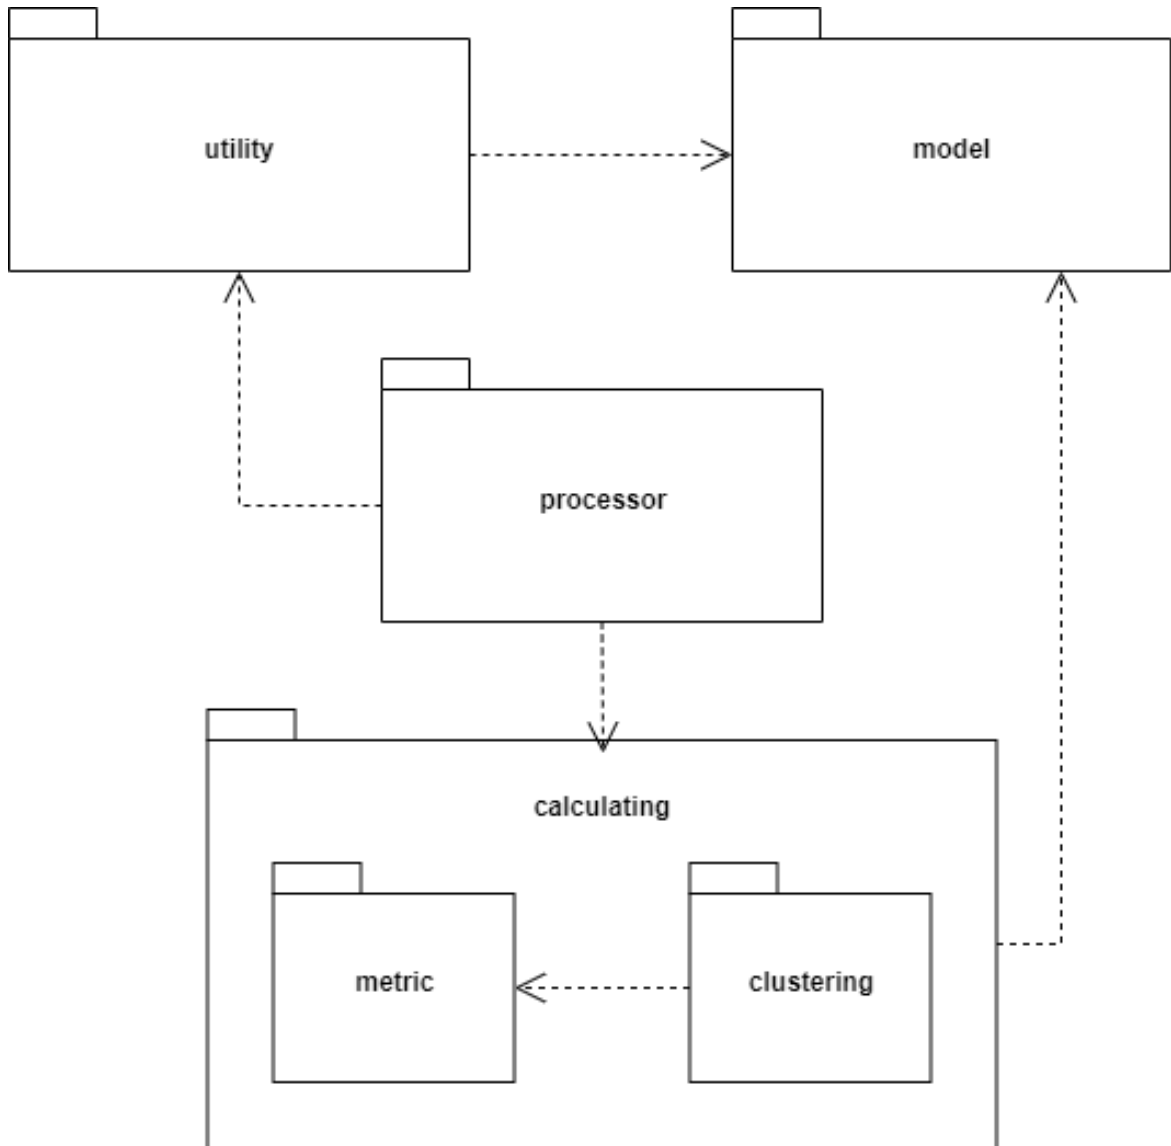 utility
model
processor
calculating
metric
clustering